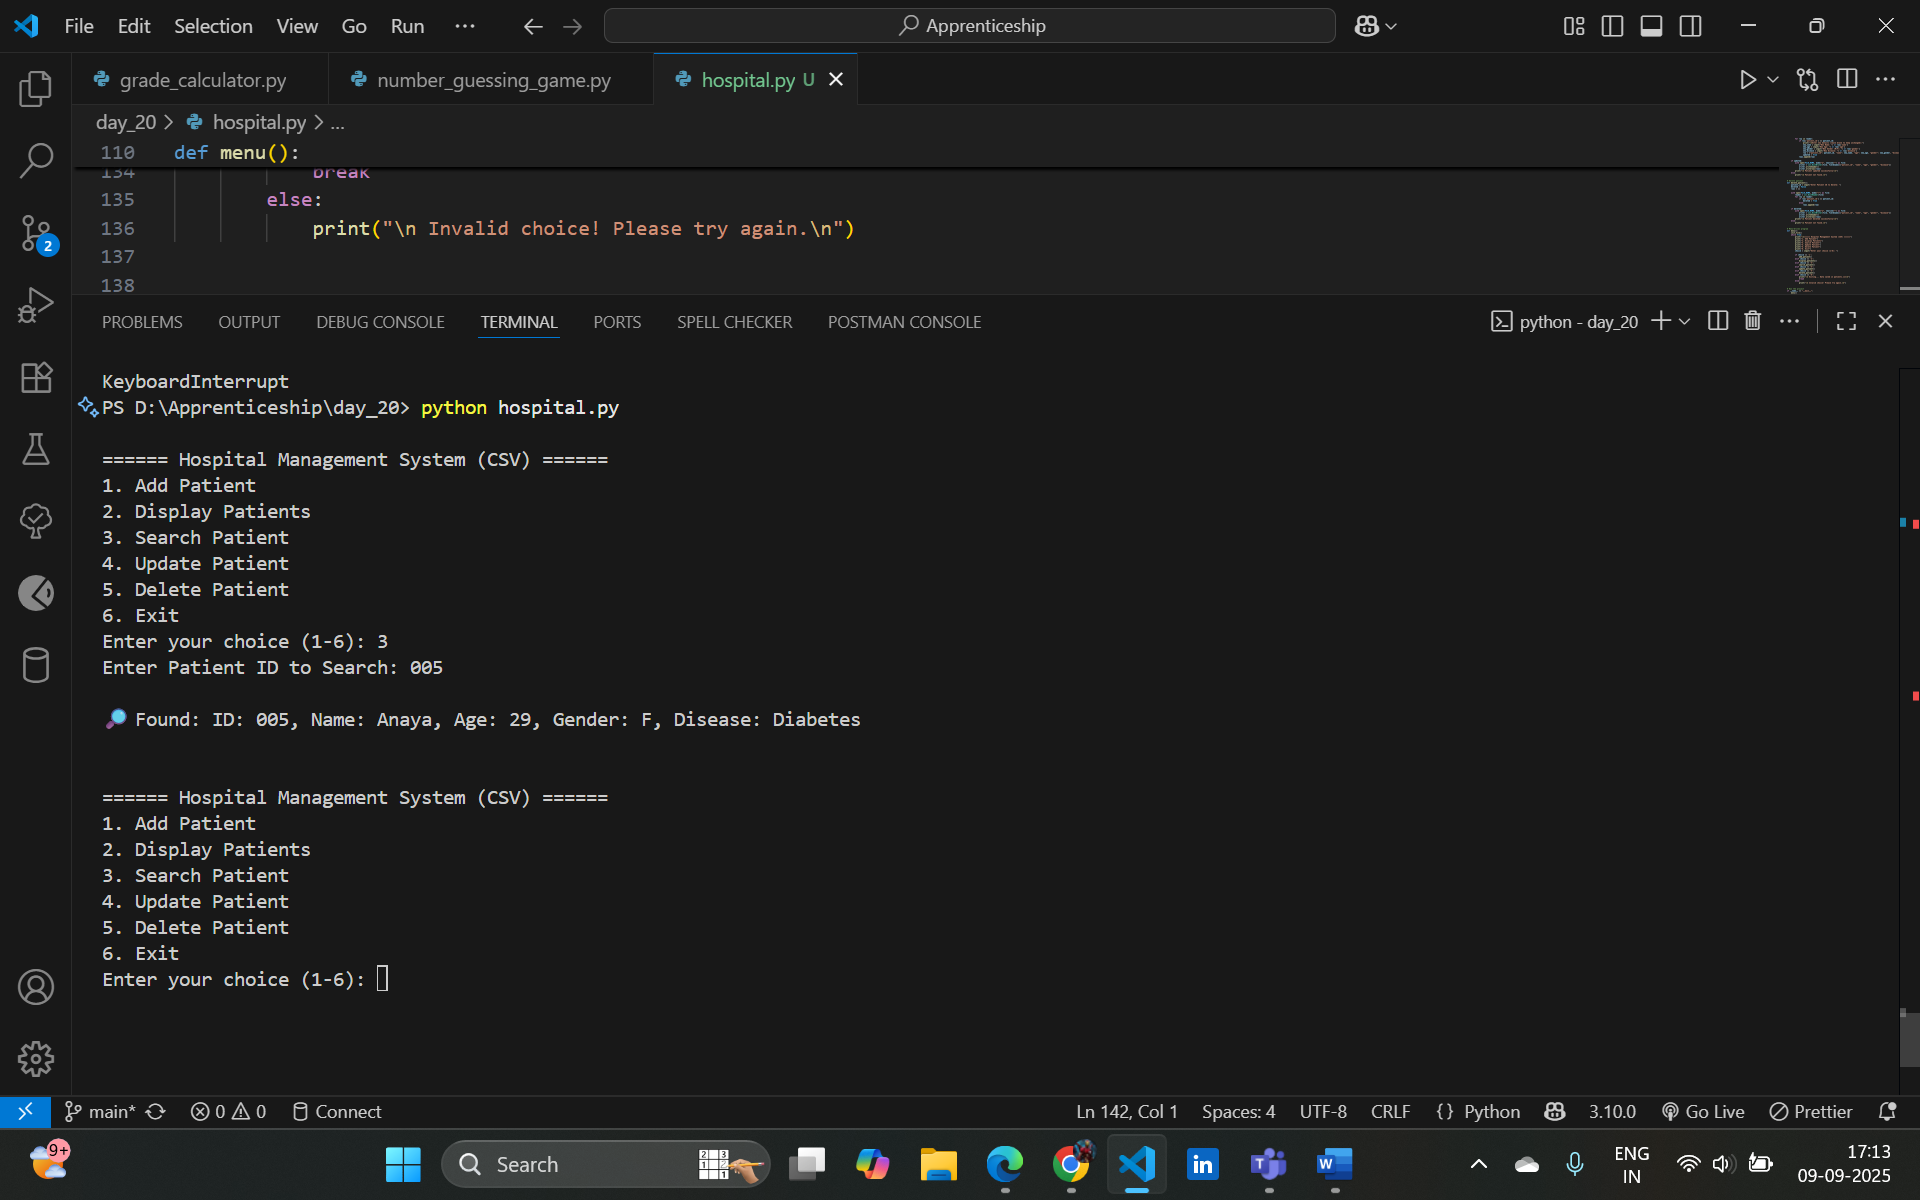 File Edit Selection View Go Run
Apprenticeship
grade_calculator.py
number_guessing_game.py
hospital.py U
day_20 > hospital.py > ...
110 def menu():
134 break
135 else:
136 print("\n Invalid choice! Please try again.\n")
137
138
PROBLEMS OUTPUT DEBUG CONSOLE TERMINAL PORTS SPELL CHECKER POSTMAN CONSOLE
python - day_20
KeyboardInterrupt
PS D:\Apprenticeship\day_20> python hospital.py
====== Hospital Management System (CSV) ======
1. Add Patient
2. Display Patients
3. Search Patient
4. Update Patient
5. Delete Patient
6. Exit
Enter your choice (1-6): 3
Enter Patient ID to Search: 005
Found: ID: 005, Name: Anaya, Age: 29, Gender: F, Disease: Diabetes
====== Hospital Management System (CSV) ======
1. Add Patient
2. Display Patients
3. Search Patient
4. Update Patient
5. Delete Patient
6. Exit
Enter your choice (1-6):
2
main* 0 0 Connect
Ln 142, Col 1 Spaces: 4 UTF-8 CRLF {} Python 3.10.0 Go Live Prettier
9+
Search
ENG
IN
17:13
09-09-2025